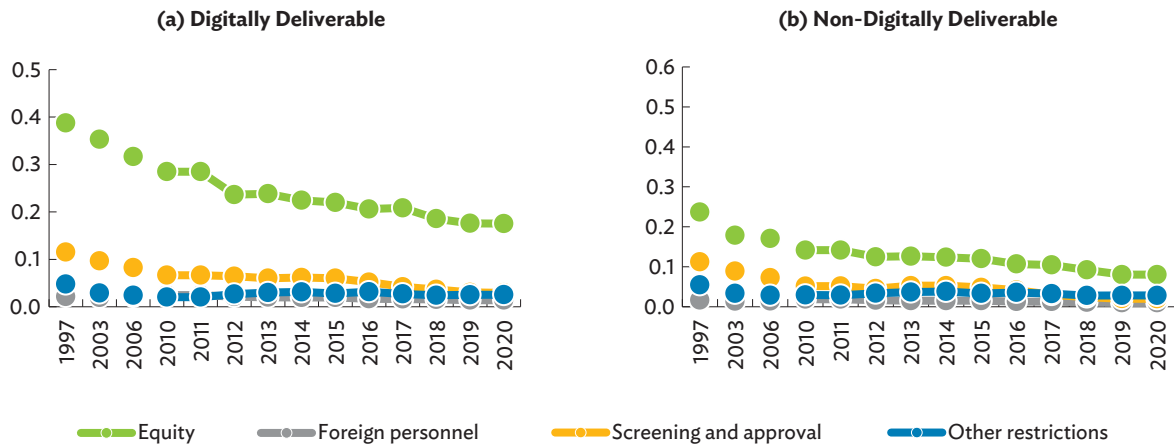 (a) Digitally Deliverable
0.5
0.4
0.3
0.2
0.1
0.0
1997 2003 2006 2010 2011 2012 2013 2014 2015 2016 2017 2018 2019 2020
(b) Non-Digitally Deliverable
0.6
0.5
0.4
0.3
0.2
0.1
0.0
1997 2003 2006 2010 2011 2012 2013 2014 2015 2016 2017 2018 2019 2020
Equity Foreign personnel Screening and approval Other restrictions